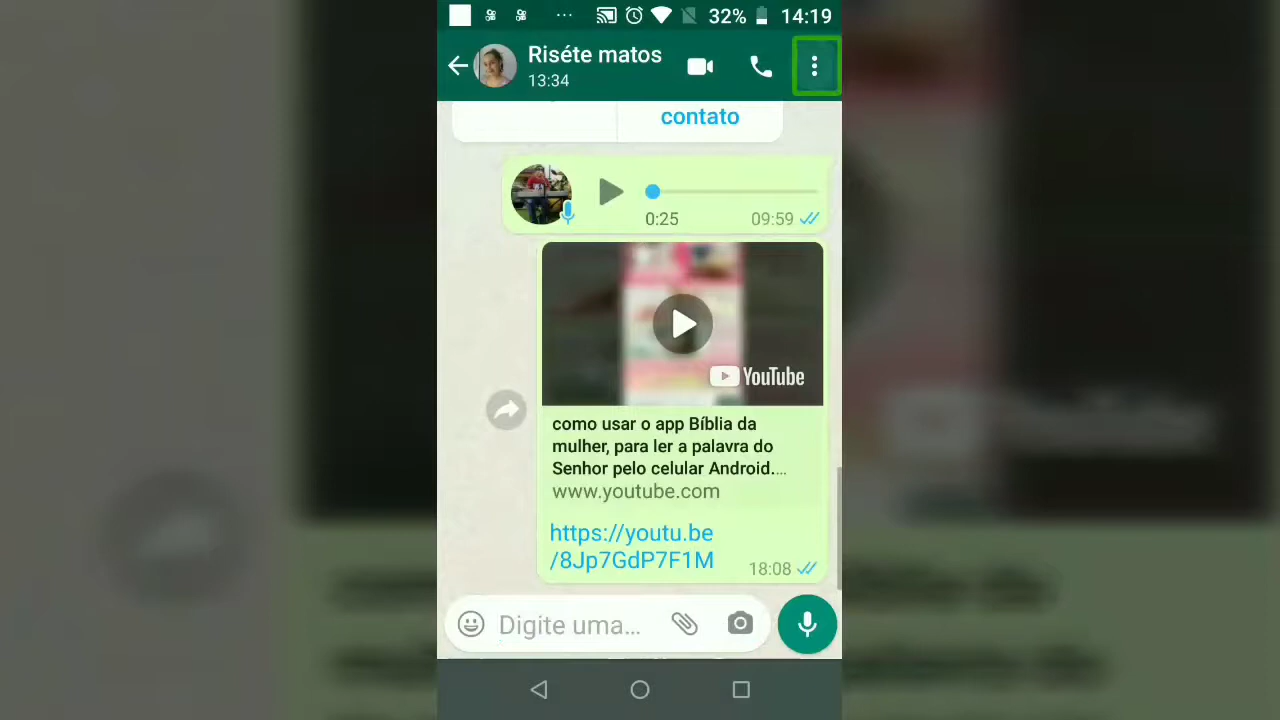 32% 14:19
Riséte matos
13:34
contato
0:25 09:59
YouTube
como usar o app Bíblia da
mulher, para ler a palavra do
Senhor pelo celular Android....
www.youtube.com
https://youtu.be
/8Jp7GdP7F1M
18:08
Digite uma...